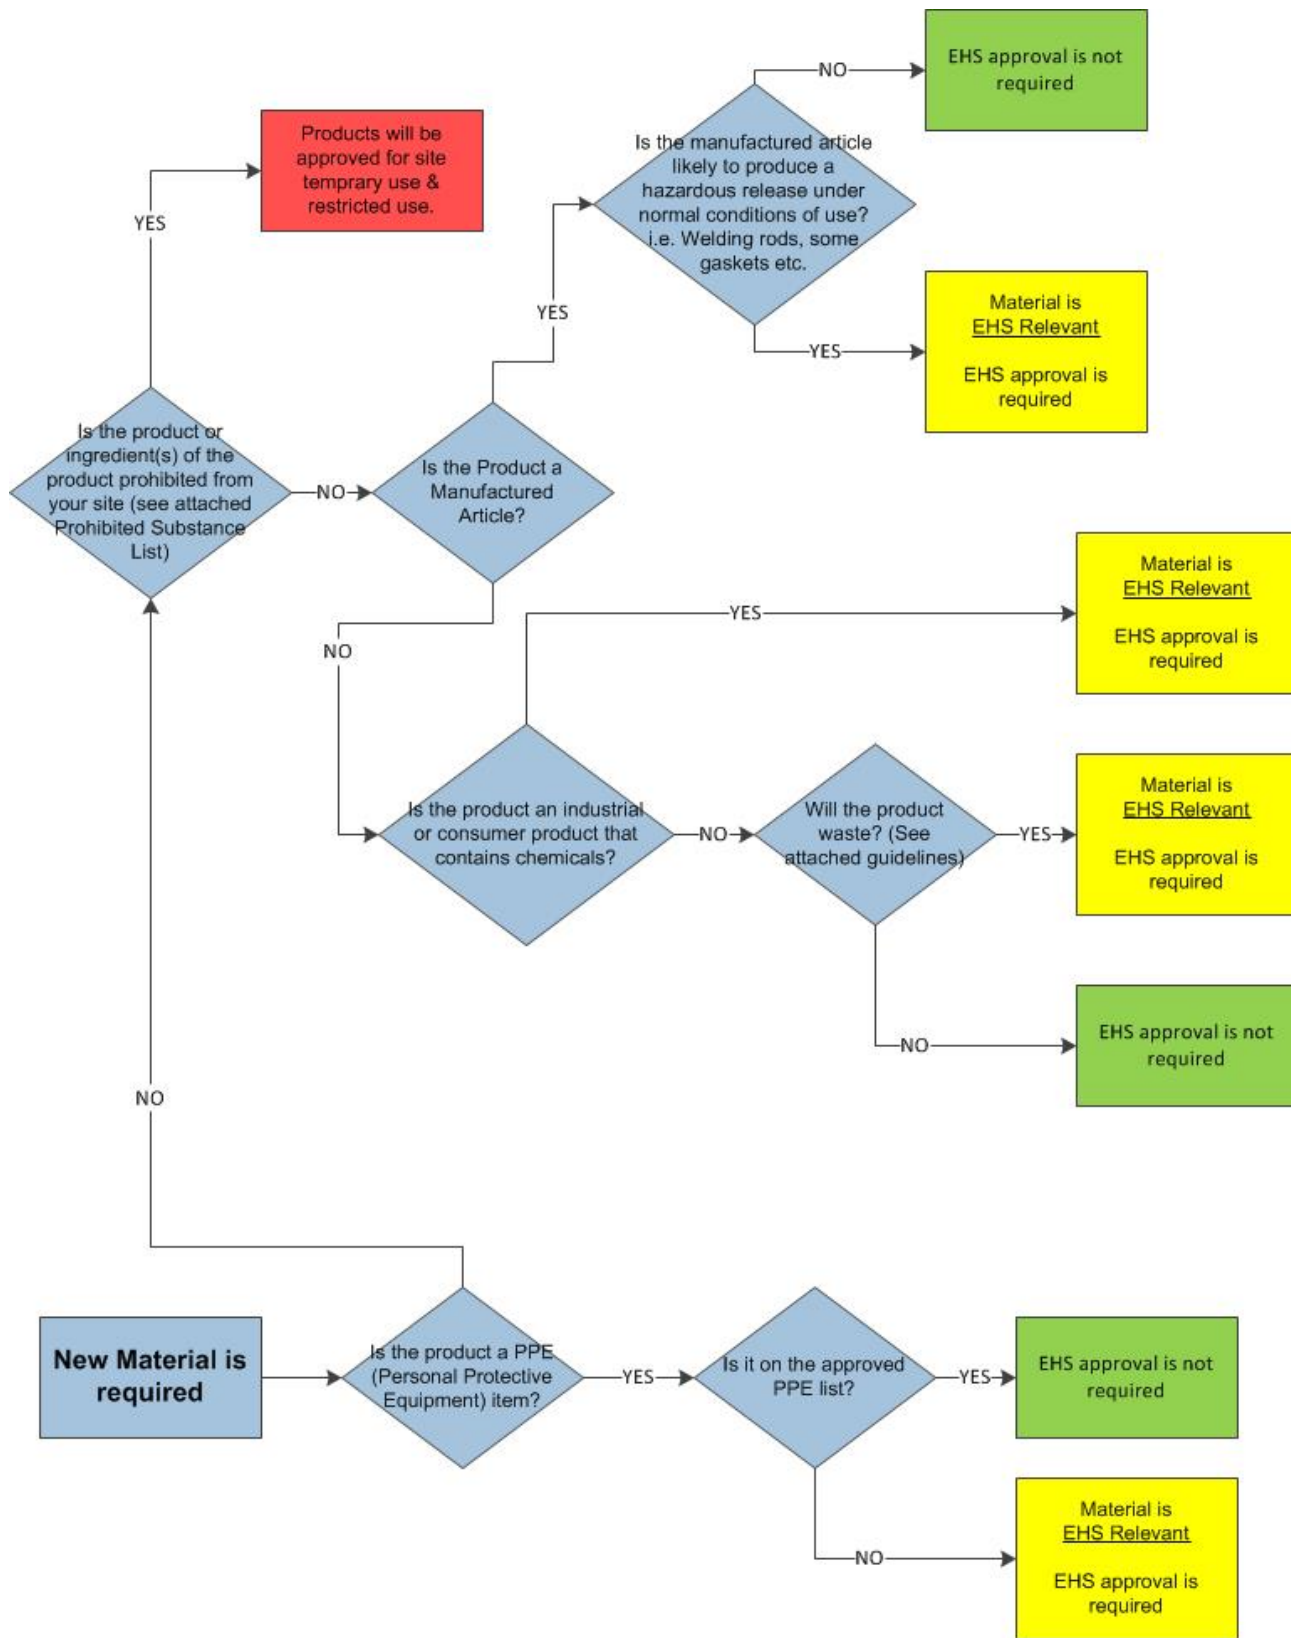 EHS approval is not
required
NO
Is the manufactured article
likely to produce a
hazardous release under
normal conditions of use?
i.e. Welding rods, some
gaskets etc.
Products will be
approved for site
temprary use &
restricted use.
YES
YES
Material is
EHS Relevant
EHS approval is
required
YES
Is the product or
ingredient(s) of the
product prohibited from
your site (see attached
Prohibited Substance
List)
NO
Is the Product a
Manufactured
Article?
Material is
EHS Relevant
EHS approval is
required
YES
NO
Is the product an industrial
or consumer product that
contains chemicals?
NO
Will the product
waste? (See
attached guidelines)
YES
Material is
EHS Relevant
EHS approval is
required
NO
EHS approval is not
required
NO
New Material is
required
Is the product a PPE
(Personal Protective
Equipment) item?
YES
Is it on the approved
PPE list?
YES
EHS approval is not
required
NO
Material is
EHS Relevant
EHS approval is
required